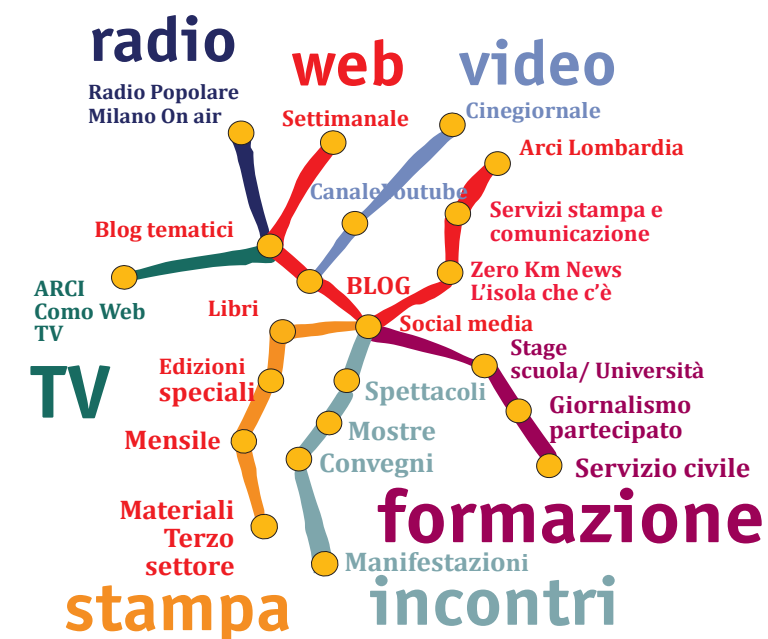 radio
web
video
Radio Popolare
Milano On air
Settimanale
Cinegiornale
Arci Lombardia
CanaleYoutube
Servizi stampa e
comunicazione
Blog tematici
Zero Km News
L'isola che c'è
BLOG
ARCI
Como Web
TV
TV
Libri
Social media
Stage
scuola/ Università
Edizioni
speciali
Spettacoli
Giornalismo
partecipato
Mensile
Mostre
Convegni
Servizio civile
Materiali
Terzo
settore
formazione
Manifestazioni
stampa
incontri